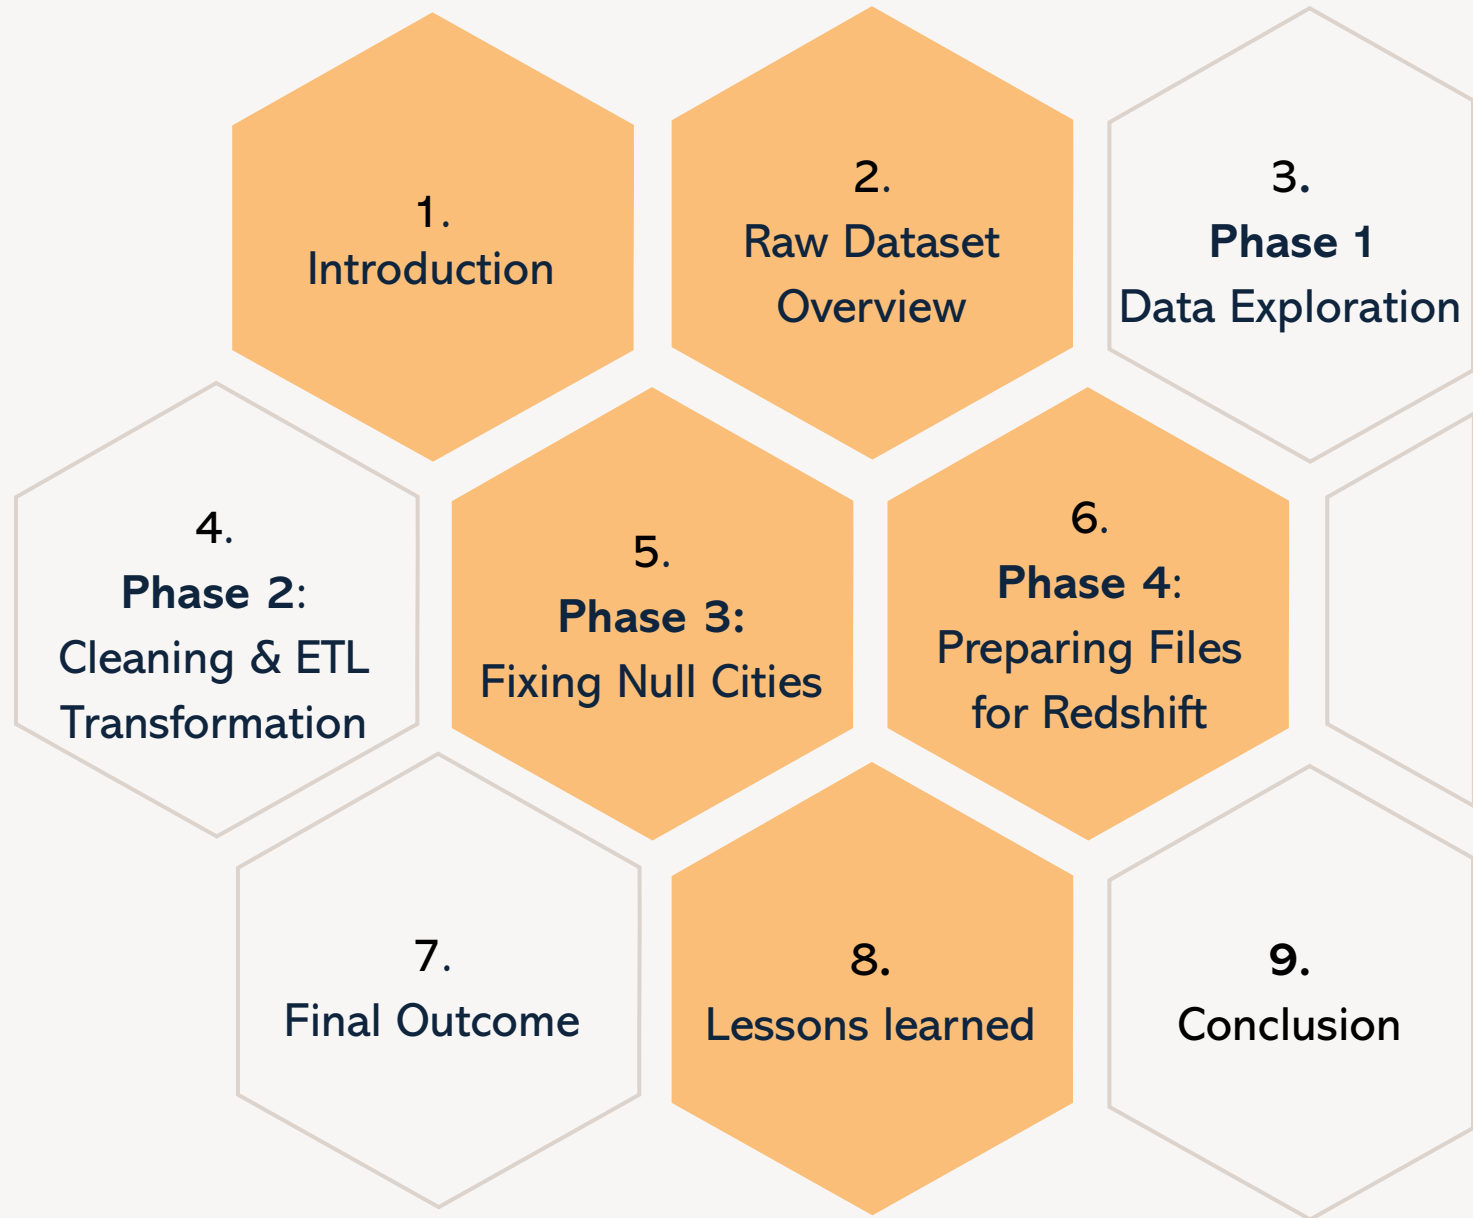 1.
Introduction
2.
Raw Dataset
Overview
3.
Phase 1
Data Exploration
4.
Phase 2:
Cleaning & ETL
Transformation
5.
Phase 3:
Fixing Null Cities
6.
Phase 4:
Preparing Files
for Redshift
7.
Final Outcome
8.
Lessons learned
9.
Conclusion